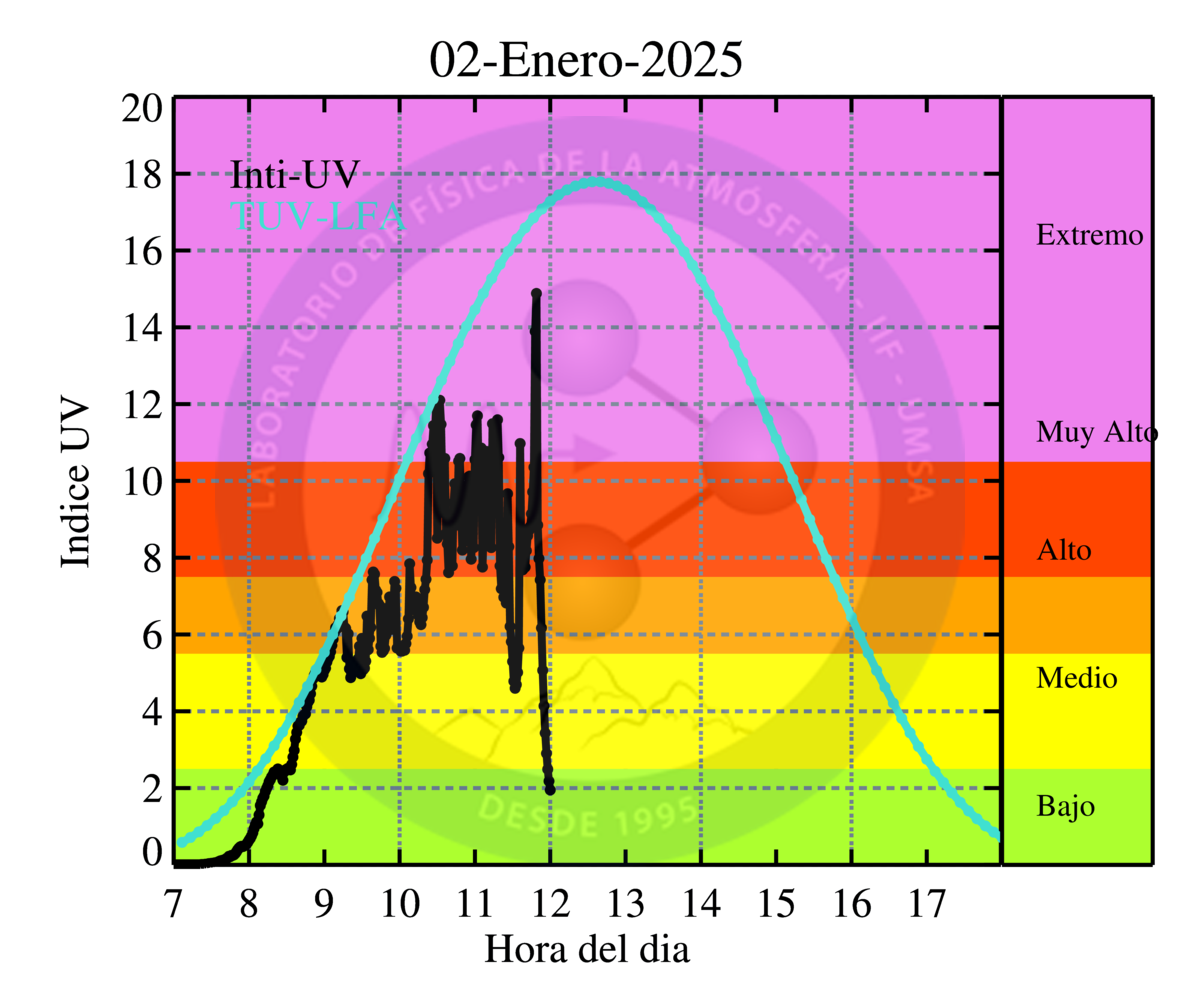 02-Enero-2025
20
18
16
14
12
10
8
6
4
2
0
Indice UV
Inti-UV
TUV-LFA
LABORATORIO DE FÍSICA DE LA ATMÓSFERA - IIF - UMSA
DESDE 1995
Extremo
Muy Alto
Alto
Medio
Bajo
7 8 9 10 11 12 13 14 15 16 17
Hora del dia